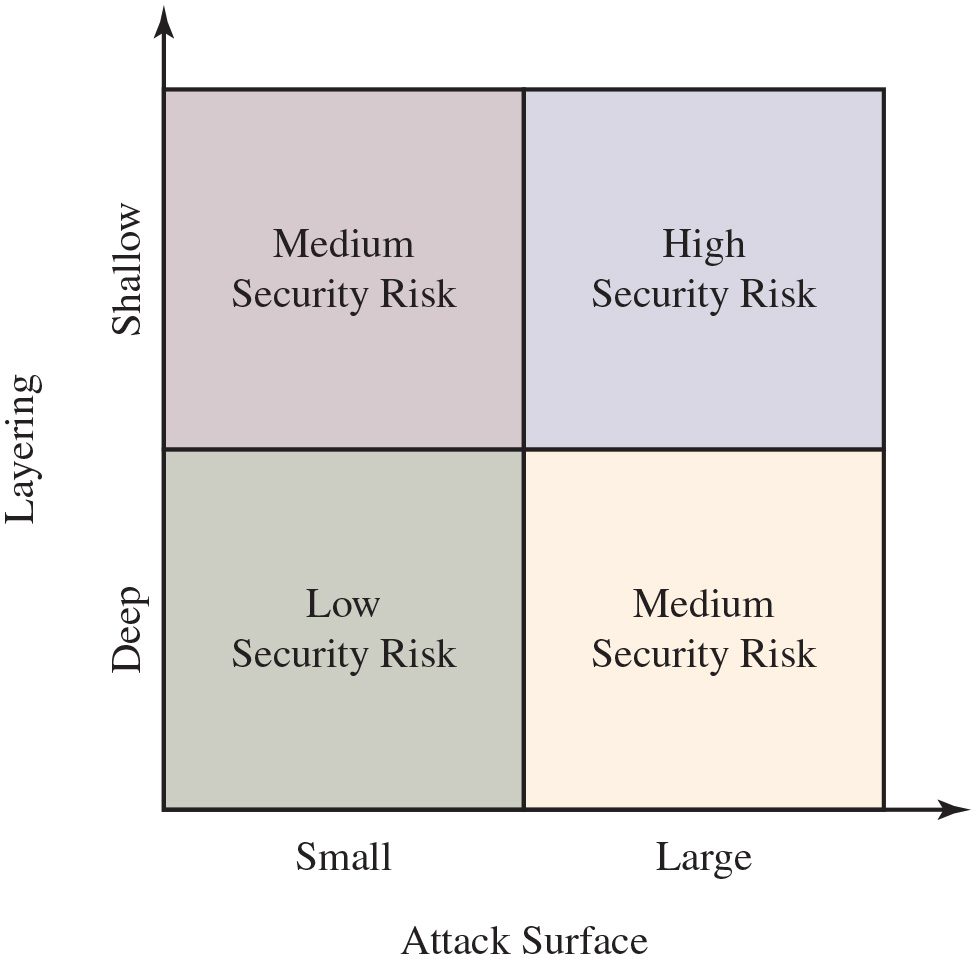 Medium
Security Risk
High
Security Risk
Shallow
Layering
Low
Security Risk
Medium
Security Risk
Deep
Small
Large
Attack Surface